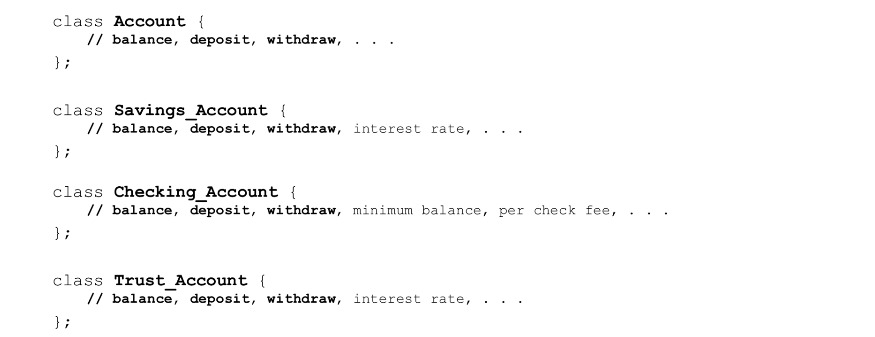 class Account {
// balance, deposit, withdraw, . . .
};
class Savings_Account {
// balance, deposit, withdraw, interest rate, . . .
};
class Checking_Account {
// balance, deposit, withdraw, minimum balance, per check fee, . . .
};
class Trust_Account {
// balance, deposit, withdraw, interest rate, . . .
};